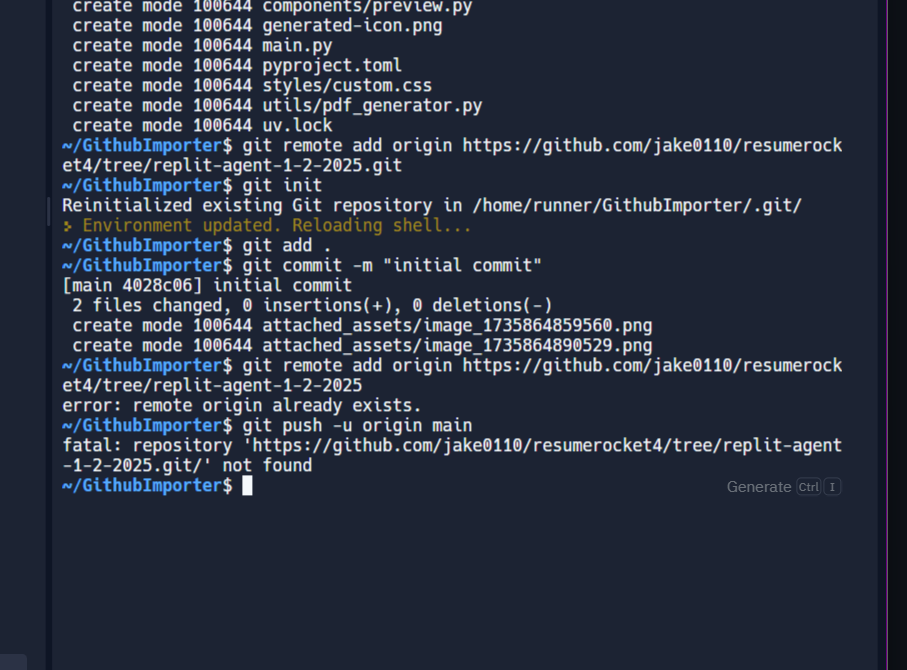 create mode 100644 components/preview.py
create mode 100644 generated-icon.png
create mode 100644 main.py
create mode 100644 pyproject.toml
create mode 100644 styles/custom.css
create mode 100644 utils/pdf_generator.py
create mode 100644 uv.lock
~/GithubImporter$ git remote add origin https://github.com/jake0110/resumerock
et4/tree/replit-agent-1-2-2025.git
~/GithubImporter$ git init
Reinitialized existing Git repository in /home/runner/GithubImporter/.git/
Environment updated. Reloading shell...
~/GithubImporter$ git add .
~/GithubImporter$ git commit -m "initial commit"
[main 4028c06] initial commit
2 files changed, 0 insertions(+), 0 deletions(-)
create mode 100644 attached_assets/image_1735864859560.png
create mode 100644 attached_assets/image_1735864890529.png
~/GithubImporter$ git remote add origin https://github.com/jake0110/resumerock
et4/tree/replit-agent-1-2-2025
error: remote origin already exists.
~/GithubImporter$ git push -u origin main
fatal: repository 'https://github.com/jake0110/resumerocket4/tree/replit-agent
-1-2-2025.git/' not found
~/GithubImporter$
Generate Ctrl I